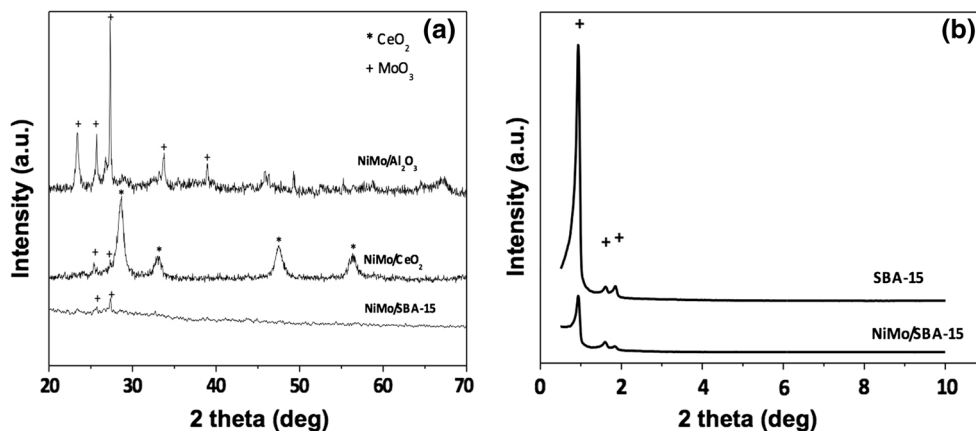 (a)
* CeO₂
+ MoO₃
+
+ + + +
NiMo/Al₂O₃
*
* * *
+ +
NiMo/CeO₂
+ +
NiMo/SBA-15
Intensity (a.u.)
20 30 40 50 60 70
2 theta (deg)
(b)
+
+ +
SBA-15
NiMo/SBA-15
Intensity (a.u.)
0 2 4 6 8 10
2 theta (deg)